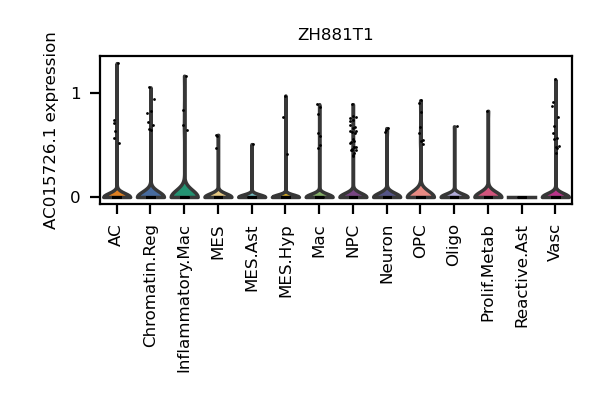 ZH881T1
AC015726.1 expression
1
0
AC
Chromatin.Reg
Inflammatory.Mac
MES
MES.Ast
MES.Hyp
Mac
NPC
Neuron
OPC
Oligo
Prolif.Metab
Reactive.Ast
Vasc